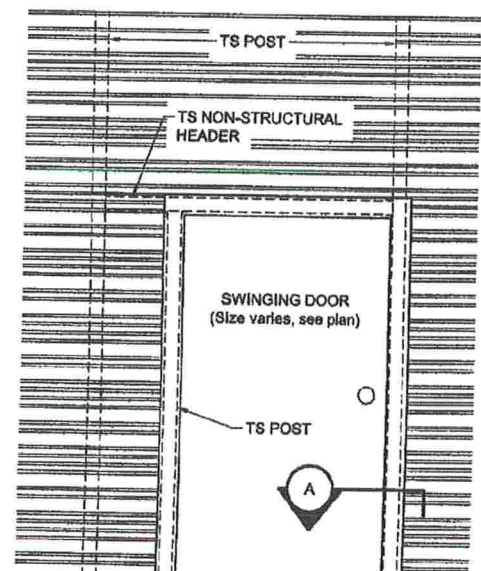 TS POST
TS NON-STRUCTURAL
HEADER
SWINGING DOOR
(Size varies, see plan)
TS POST
A